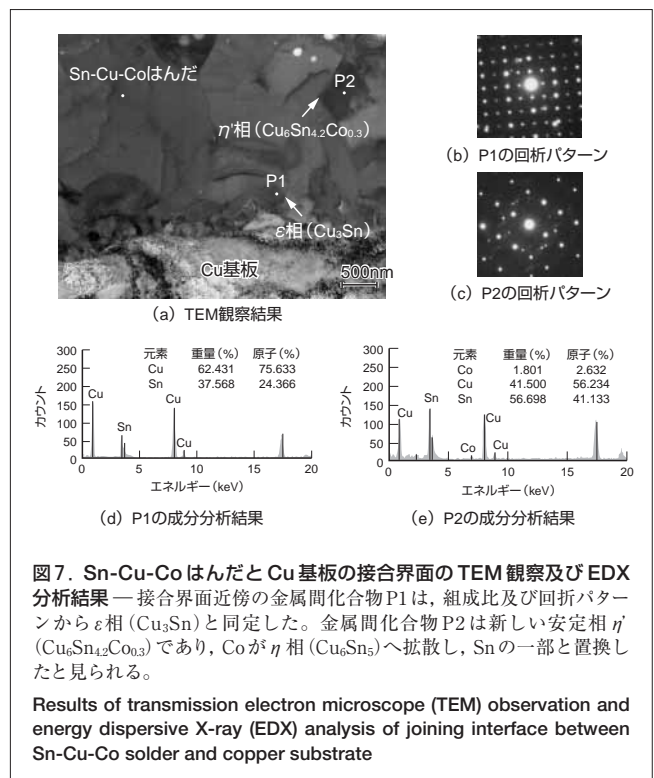 Sn-Cu-Coはんだ
P2
η'相(Cu₆Sn₄.₂Co₀.₃)
P1
ε相(Cu₃Sn)
Cu基板
500nm
(a) TEM観察結果
(b) P1の回析パターン
(c) P2の回析パターン
300
250
200
150
100
50
0
カウント
元素 重量(%) 原子(%)
Cu 62.431 75.633
Sn 37.568 24.366
Cu
Sn
Cu
Cu
0 5 10 15 20
エネルギー(keV)
(d) P1の成分分析結果
300
250
200
150
100
50
0
カウント
元素 重量(%) 原子(%)
Co 1.801 2.632
Cu 41.500 56.234
Sn 56.698 41.133
Cu
Sn
Co
Cu
Cu
0 5 10 15 20
エネルギー(keV)
(e) P2の成分分析結果
図7. Sn-Cu-Co はんだと Cu 基板の接合界面の TEM 観察及び EDX
分析結果 — 接合界面近傍の金属間化合物P1は, 組成比及び回折パター
ンからε相(Cu₃Sn)と同定した。金属間化合物P2は新しい安定相 η'
(Cu₆Sn₄.₂Co₀.₃)であり, Coが η 相(Cu₆Sn₅)へ拡散し, Snの一部と置換し
たと見られる。
Results of transmission electron microscope (TEM) observation and
energy dispersive X-ray (EDX) analysis of joining interface between
Sn-Cu-Co solder and copper substrate